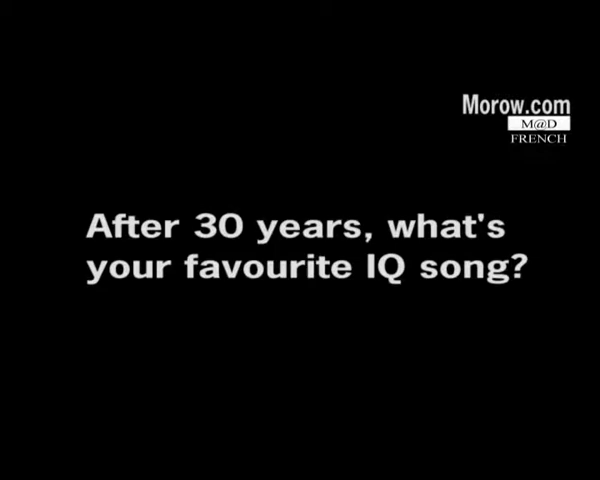 Morow.com
M@D
FRENCH
After 30 years, what's
your favourite IQ song?